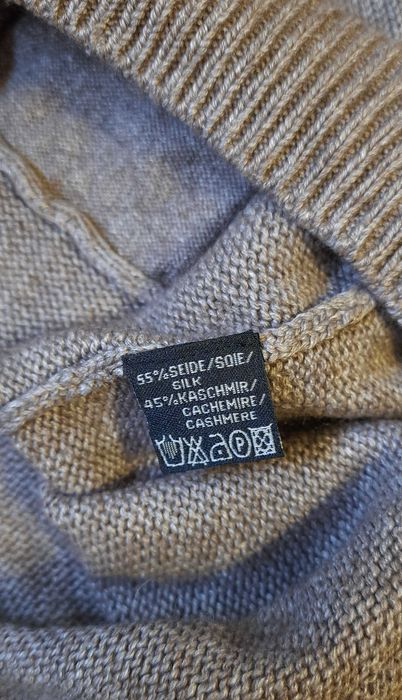 55%SEIDE/SOIE/
SILK
45%KASCHMIR/
CACHEMIRE/
CASHMERE